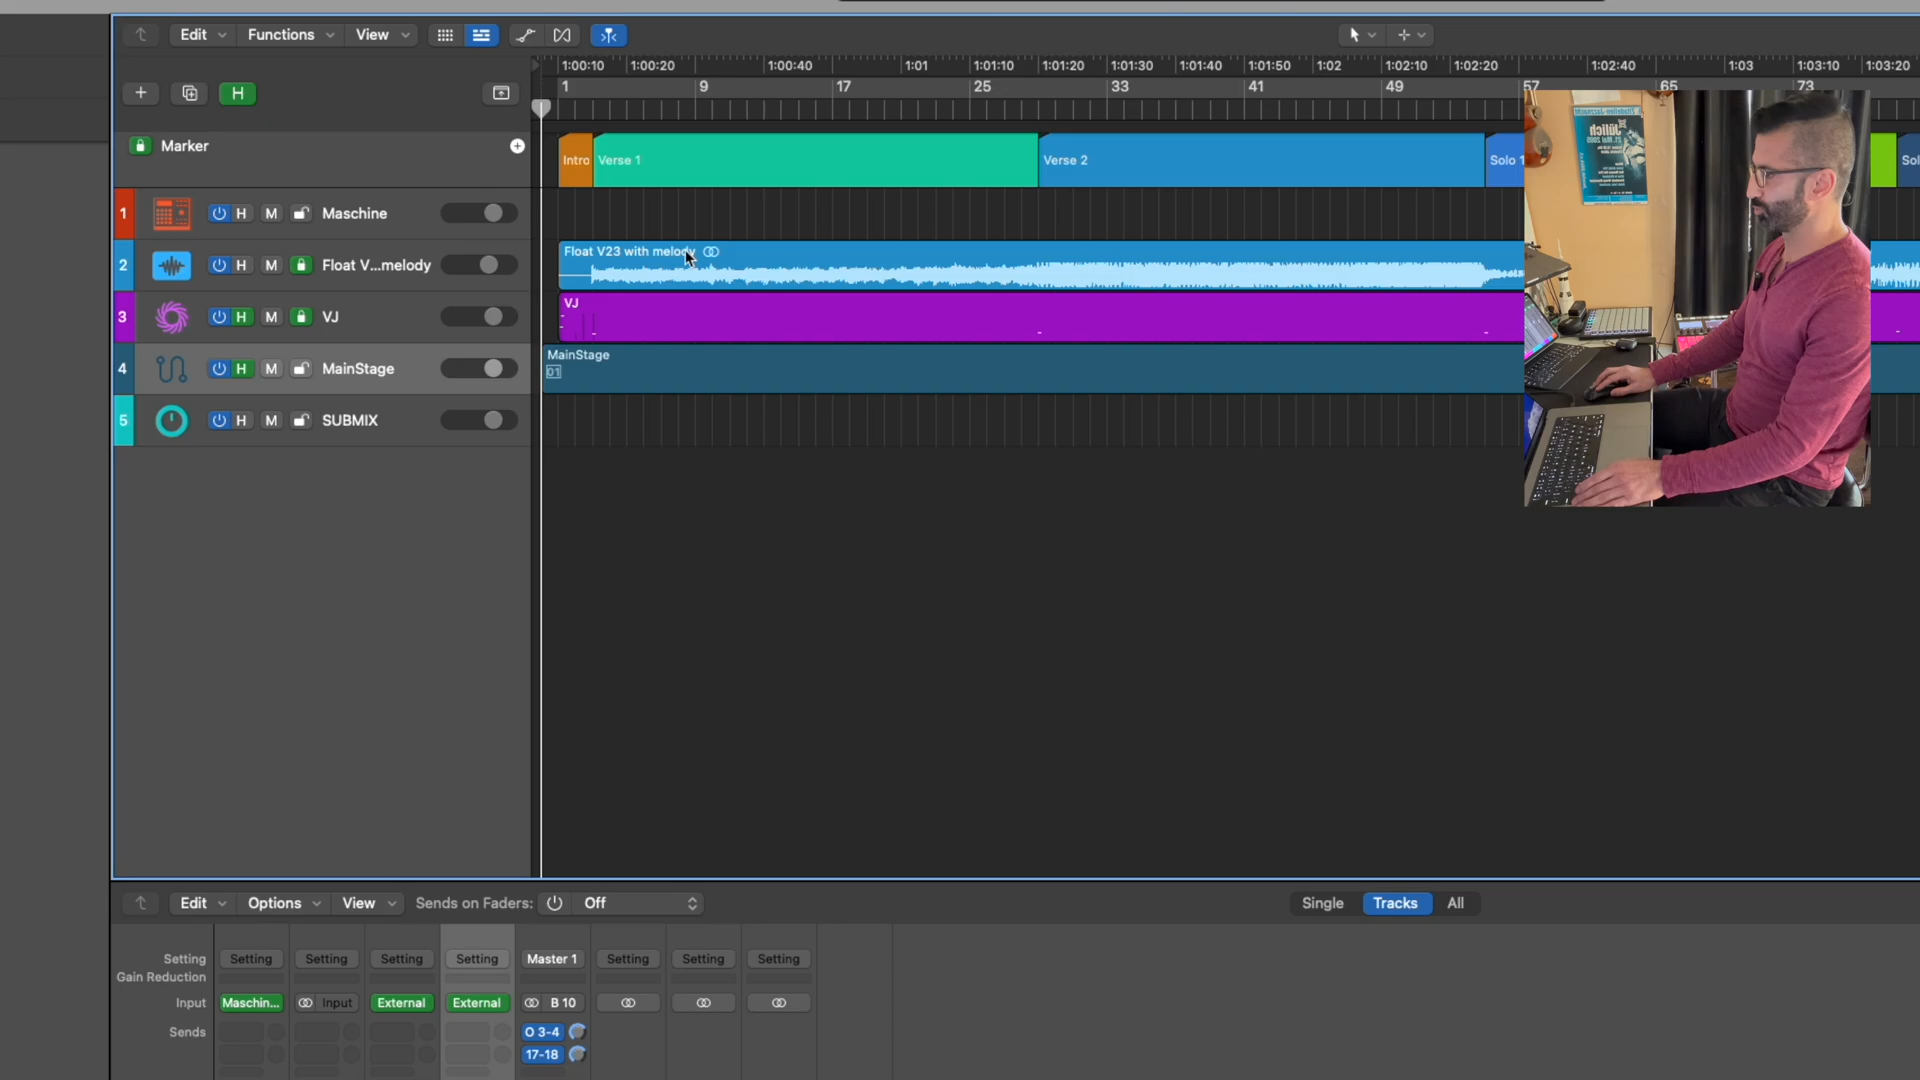 Edit Functions View
1:00:10 1:00:20 1:00:40 1:01 1:01:10 1:01:20 1:01:30 1:01:40 1:01:50 1:02 1:02:10 1:02:20 1:02:40 1:03 1:03:10 1:03:20
1 9 17 25 33 41 49 57 65 73
H
Marker
Intro Verse 1 Verse 2 Solo 1 Sol
1 H M Maschine
2 H M Float V...melody
Float V23 with melody
3 H M VJ
VJ
4 H M MainStage
MainStage
01
5 H M SUBMIX
Jülich
Edit Options View Sends on Faders: Off Single Tracks All
Setting Setting Setting Setting Setting Master 1 Setting Setting Setting
Gain Reduction
Input Maschin... Input External External B 10
Sends O 3-4
17-18